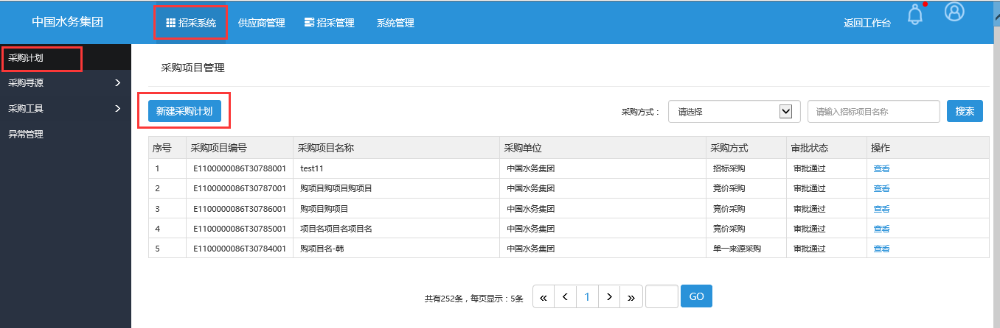 中国水务集团 招采系统 供应商管理 招采管理 系统管理 返回工作台
采购计划
采购寻源
采购工具
异常管理
采购项目管理
新建采购计划 采购方式： 请选择 请输入招标项目名称 搜索
序号 采购项目编号 采购项目名称 采购单位 采购方式 审批状态 操作
1 E1100000086T30788001 test11 中国水务集团 招标采购 审批通过 查看
2 E1100000086T30787001 购项目购项目购项目 中国水务集团 竞价采购 审批通过 查看
3 E1100000086T30786001 购项目购项目 中国水务集团 竞价采购 审批通过 查看
4 E1100000086T30785001 项目名项目名项目名 中国水务集团 竞价采购 审批通过 查看
5 E1100000086T30784001 购项目名-韩 中国水务集团 单一来源采购 审批通过 查看
共有252条，每页显示：5条 « < 1 > » GO